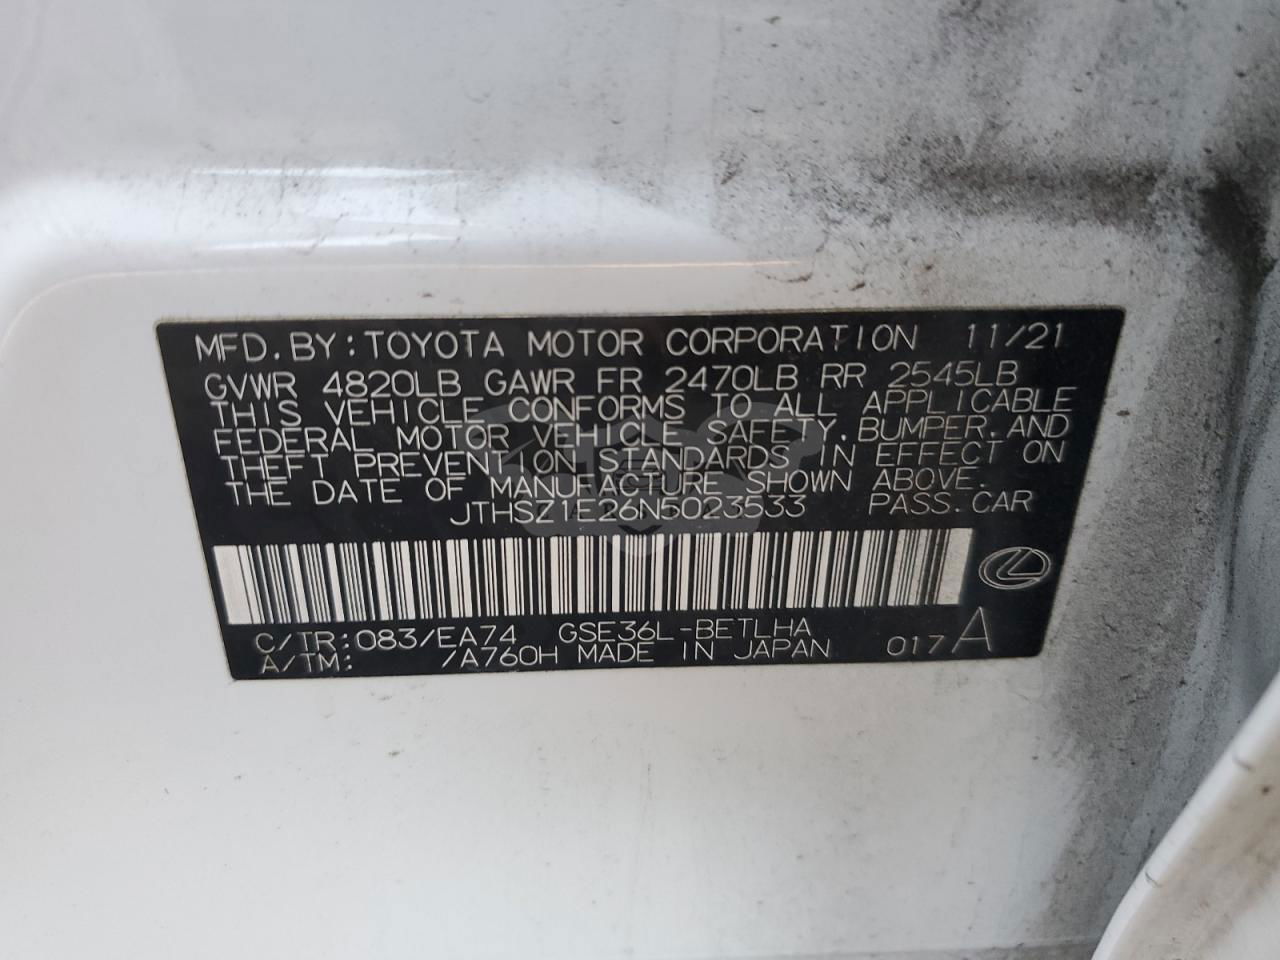 MFD. BY: TOYOTA MOTOR CORPORATION 11/21
GVWR 4820LB GAWR FR 2470LB RR 2545LB
THIS VEHICLE CONFORMS TO ALL APPLICABLE
FEDERAL MOTOR VEHICLE SAFETY, BUMPER, AND
THEFT PREVENTION STANDARDS IN EFFECT ON
THE DATE OF MANUFACTURE SHOWN ABOVE.
JTHSZ1E26N5023533 PASS. CAR
C/TR: 083/EA74 GSE36L-BETLHA
A/TM: /A760H MADE IN JAPAN 017A